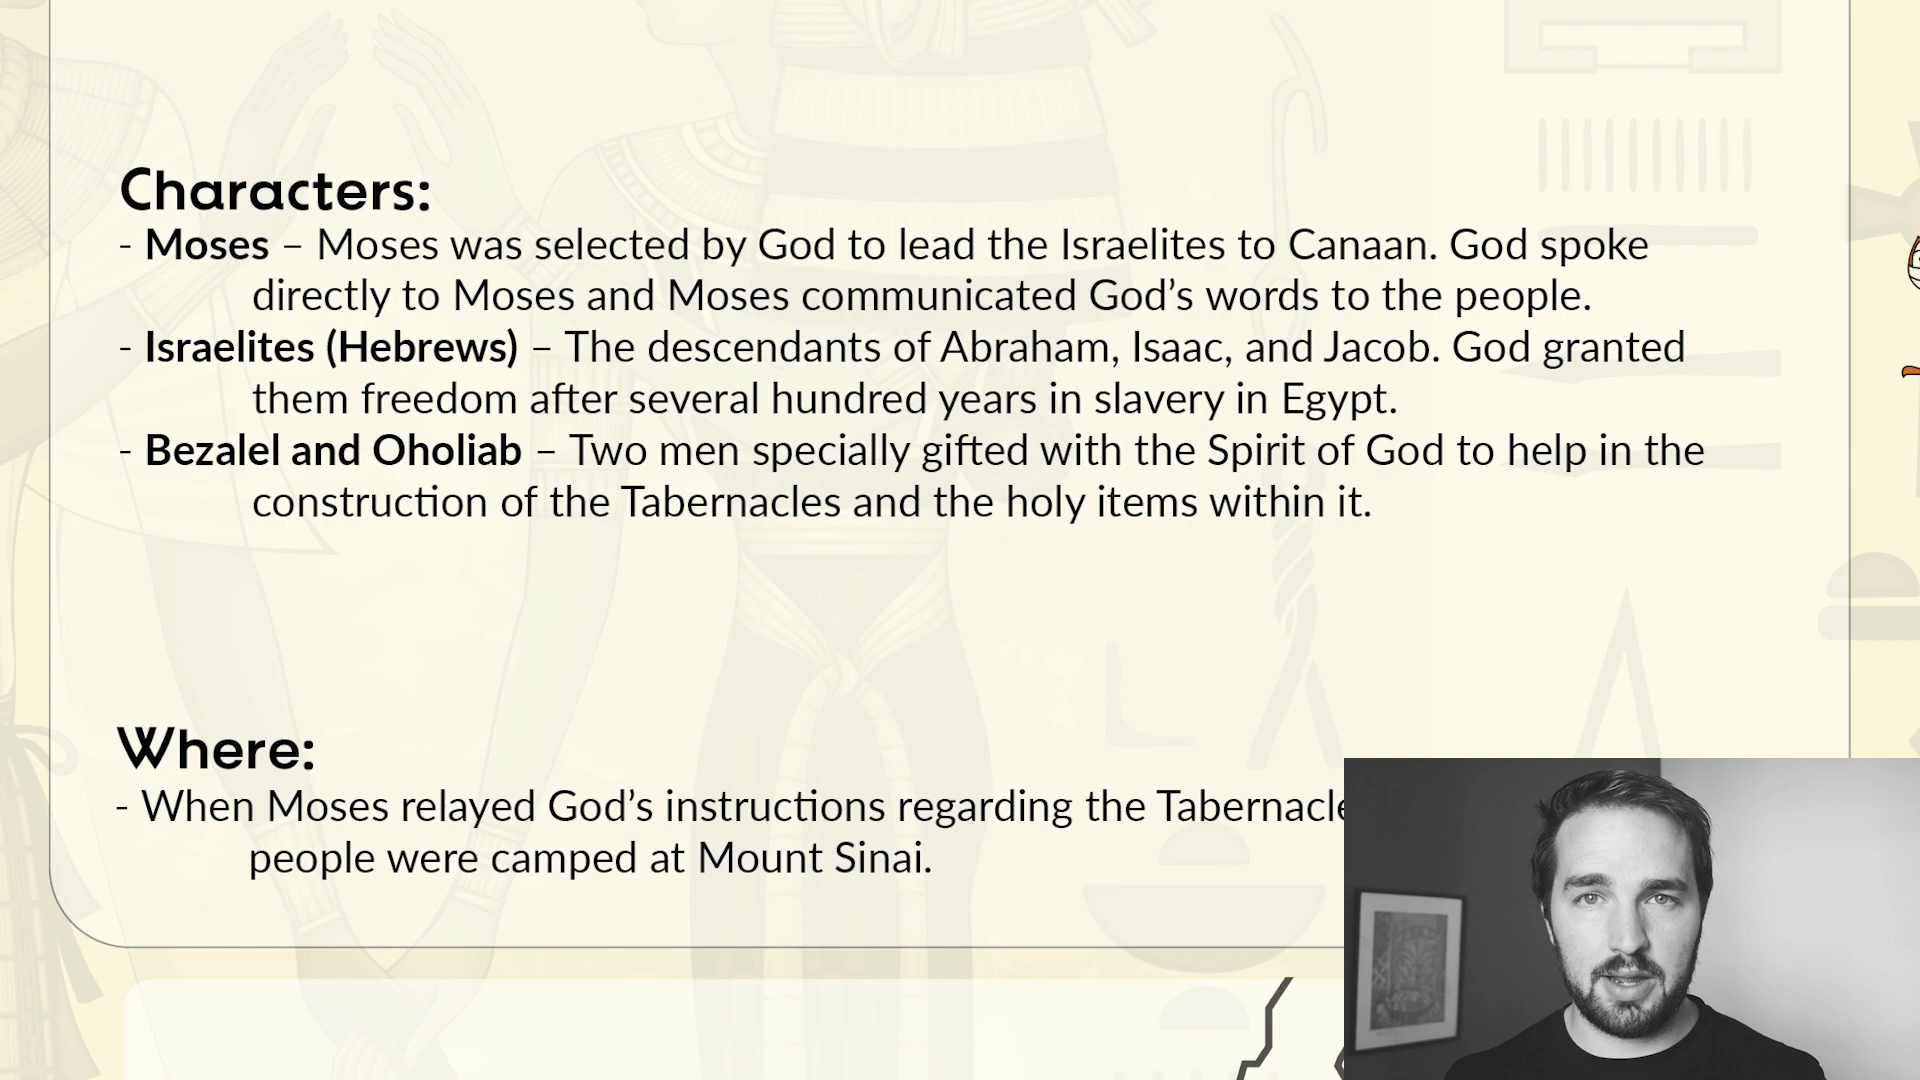 Characters:
- Moses – Moses was selected by God to lead the Israelites to Canaan. God spoke
directly to Moses and Moses communicated God’s words to the people.
- Israelites (Hebrews) – The descendants of Abraham, Isaac, and Jacob. God granted
them freedom after several hundred years in slavery in Egypt.
- Bezalel and Oholiab – Two men specially gifted with the Spirit of God to help in the
construction of the Tabernacles and the holy items within it.
Where:
- When Moses relayed God’s instructions regarding the
people were camped at Mount Sinai.